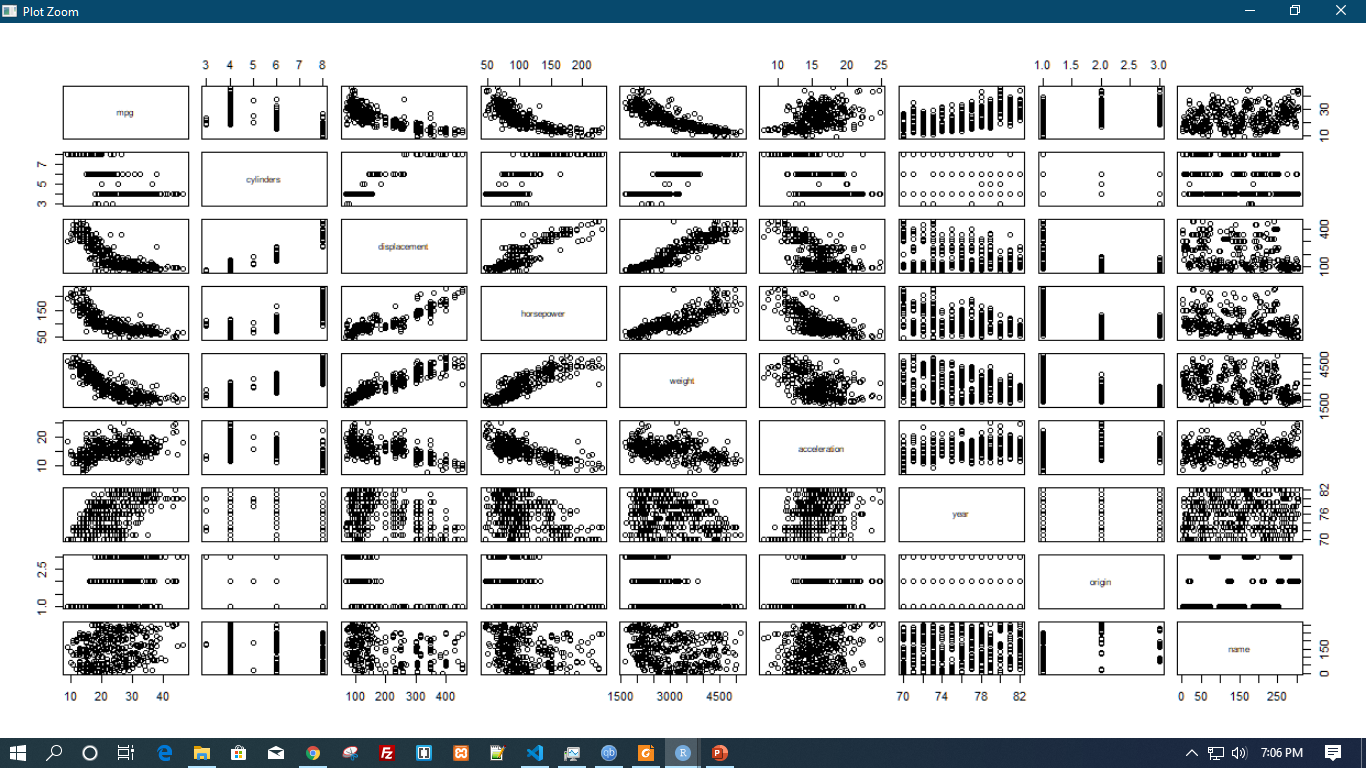 Plot Zoom
3 4 5 6 7 8
50 100 150 200
10 15 20 25
1.0 1.5 2.0 2.5 3.0
mpg
10 30
3 5 7
cylinders
displacement
100 400
50 150
horsepower
weight
1500 4500
10 20
acceleration
year
70 76 82
1.0 2.5
origin
name
0 150
10 20 30 40
100 200 300 400
1500 3000 4500
70 74 78 82
0 50 150 250
7:06 PM